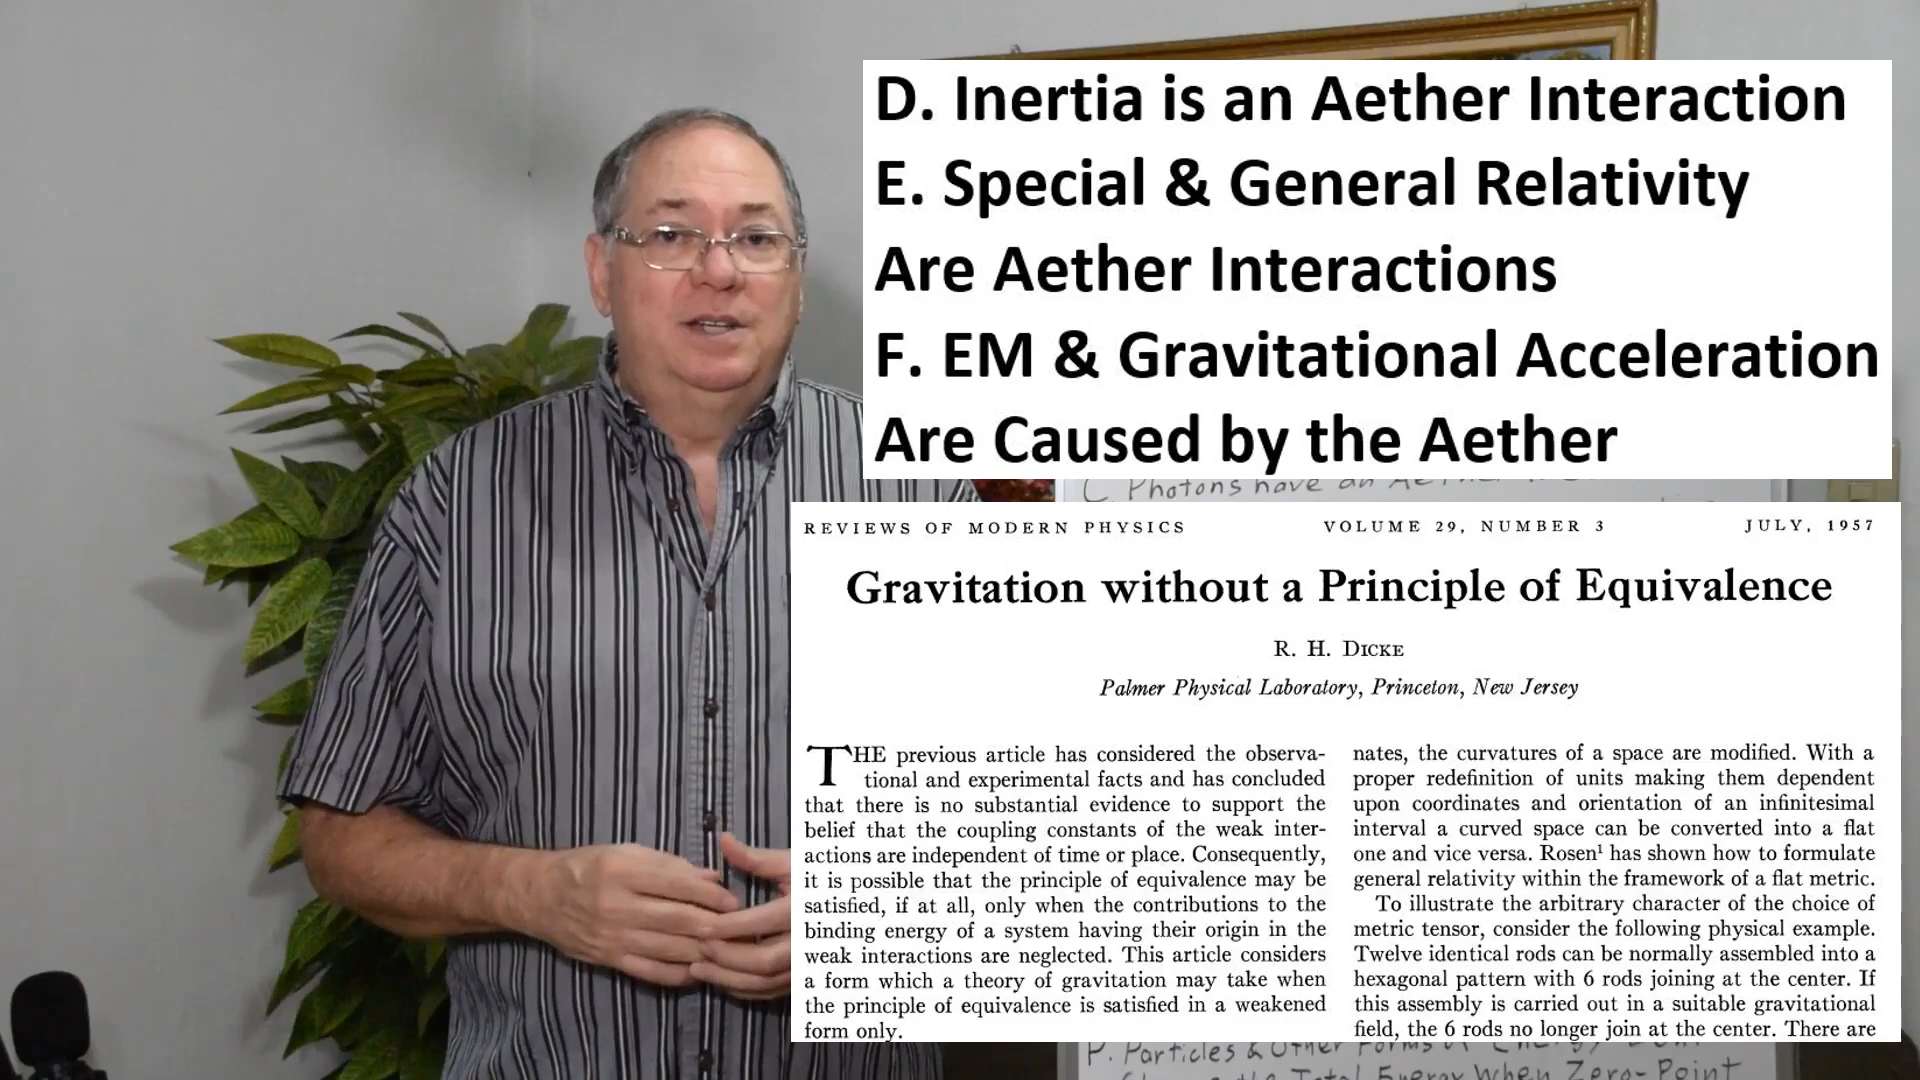 D. Inertia is an Aether Interaction
E. Special & General Relativity
Are Aether Interactions
F. EM & Gravitational Acceleration
Are Caused by the Aether
C. Photons have an
REVIEWS OF MODERN PHYSICS VOLUME 29, NUMBER 3 JULY, 1957
Gravitation without a Principle of Equivalence
R. H. DICKE
Palmer Physical Laboratory, Princeton, New Jersey
THE previous article has considered the observa-
tional and experimental facts and has concluded
that there is no substantial evidence to support the
belief that the coupling constants of the weak inter-
actions are independent of time or place. Consequently,
it is possible that the principle of equivalence may be
satisfied, if at all, only when the contributions to the
binding energy of a system having their origin in the
weak interactions are neglected. This article considers
a form which a theory of gravitation may take when
the principle of equivalence is satisfied in a weakened
form only.
nates, the curvatures of a space are modified. With a
proper redefinition of units making them dependent
upon coordinates and orientation of an infinitesimal
interval a curved space can be converted into a flat
one and vice versa. Rosen¹ has shown how to formulate
general relativity within the framework of a flat metric.
To illustrate the arbitrary character of the choice of
metric tensor, consider the following physical example.
Twelve identical rods can be normally assembled into a
hexagonal pattern with 6 rods joining at the center. If
this assembly is carried out in a suitable gravitational
field, the 6 rods no longer join at the center. There are
P. Particles & Other Forms of Energy
the Total Energy When Zero-Point